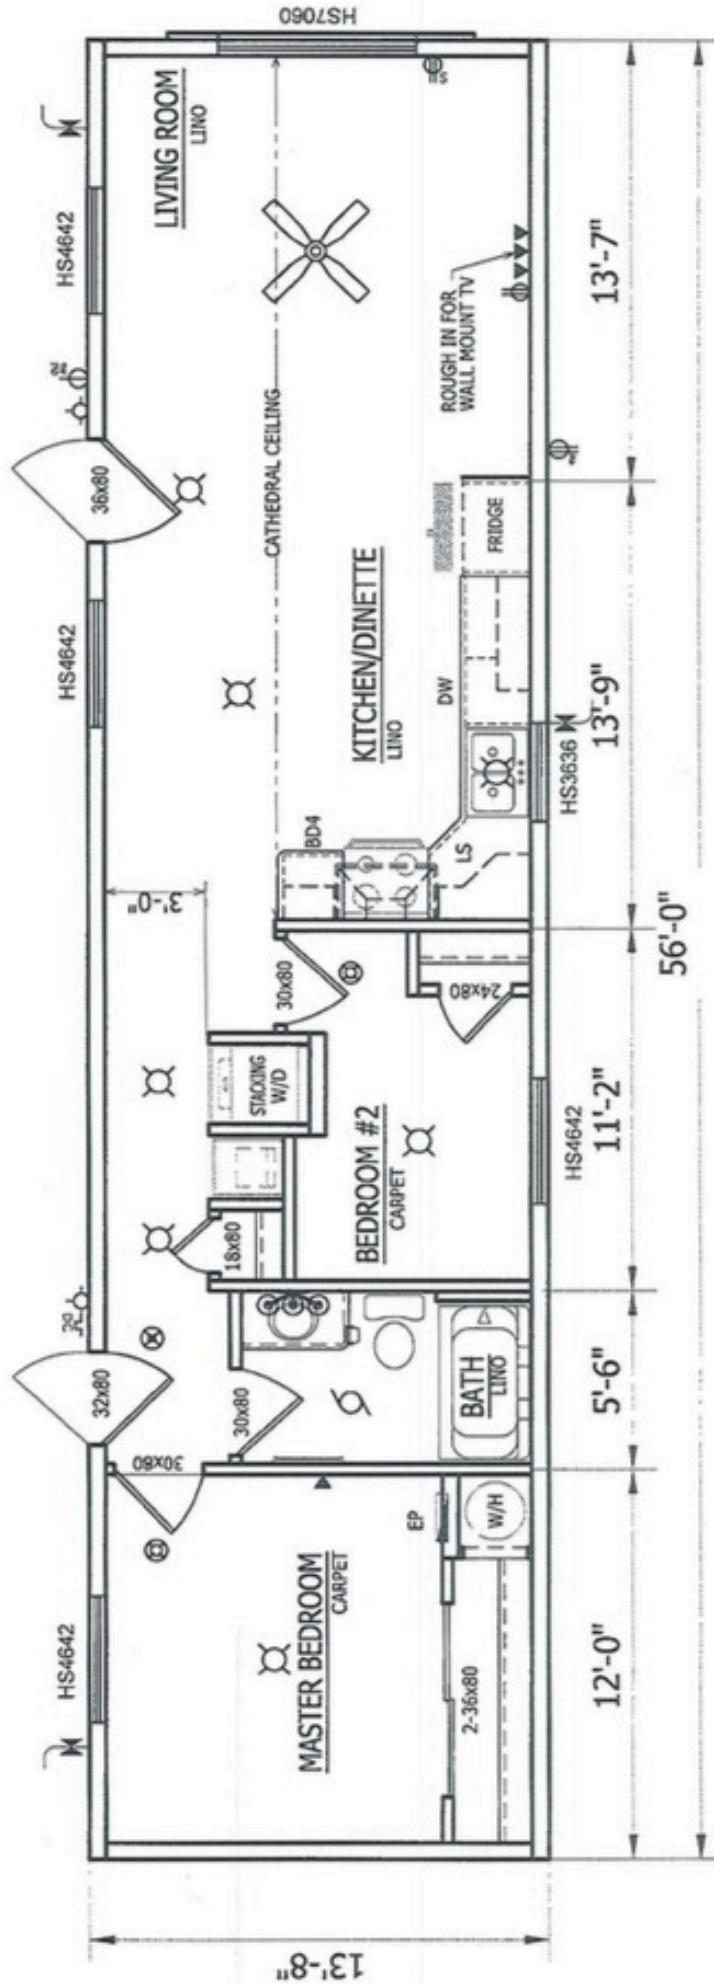 HS7060
LIVING ROOM
LINO
HS4642
36x80
CATHEDRAL CEILING
ROUGH IN FOR
WALL MOUNT TV
13'-7"
HS4642
KITCHEN/DINETTE
LINO
FRIDGE
DW
13'-9"
HS3636
BD4
LS
3'-0"
30x80
24x80
STACKING
W/D
BEDROOM #2
CARPET
18x80
HS4642
11'-2"
56'-0"
32x80
30x80
BATH
LINO
5'-6"
30x80
HS4642
MASTER BEDROOM
CARPET
EP
W/H
2-36x80
12'-0"
13'-8"